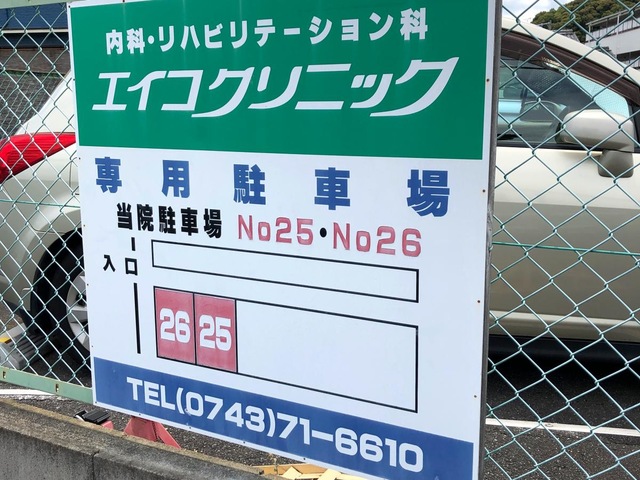 内科・リハビリテーション科
エイコクリニック
専用駐車場
当院駐車場 No25・No26
入口
26 25
TEL(0743)71-6610